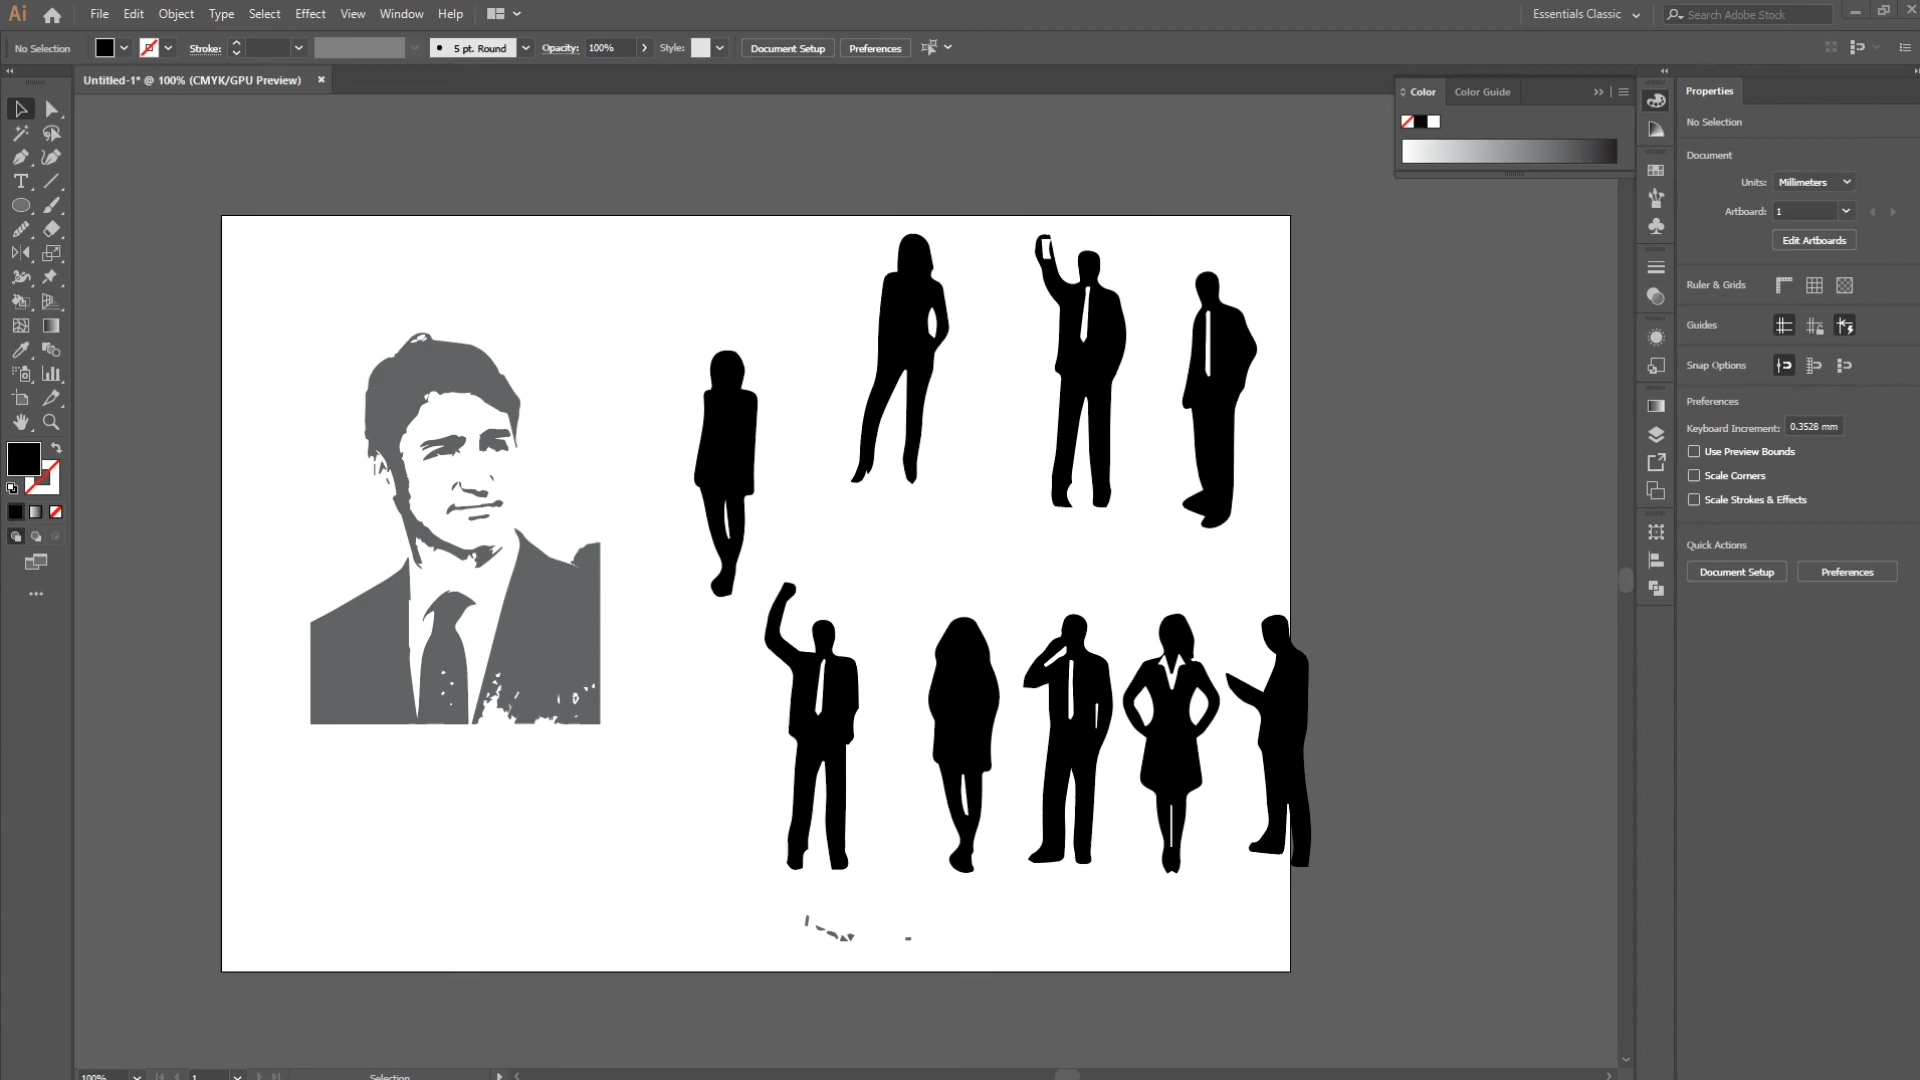 Ai File Edit Object Type Select Effect View Window Help Essentials Classic Search Adobe Stock
No Selection Stroke: 5 pt. Round Opacity: 100% Style: Document Setup Preferences
Untitled-1* @ 100% (CMYK/GPU Preview)
Color Color Guide
Properties
No Selection
Document
Units: Millimeters
Artboard: 1
Edit Artboards
Ruler & Grids
Guides
Snap Options
Preferences
Keyboard Increment: 0.3528 mm
Use Preview Bounds
Scale Corners
Scale Strokes & Effects
Quick Actions
Document Setup Preferences
100% 1 Selection